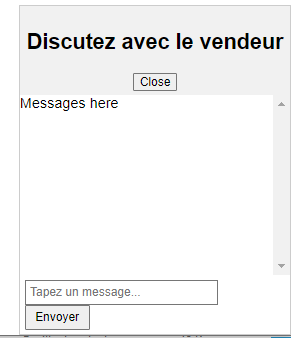 Discutez avec le vendeur
Close
Messages here
Tapez un message...
Envoyer